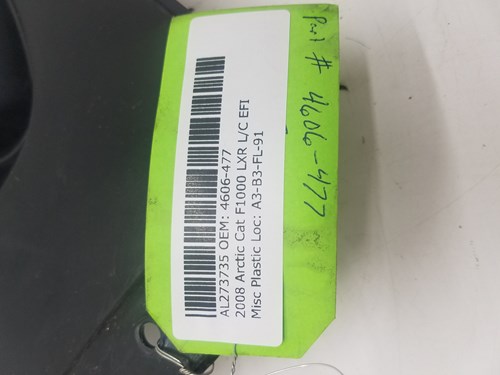 Part # 4606-477
AL273735 OEM: 4606-477
2008 Arctic Cat F1000 LXR L/C EFI
Misc Plastic Loc: A3-B3-FL-91